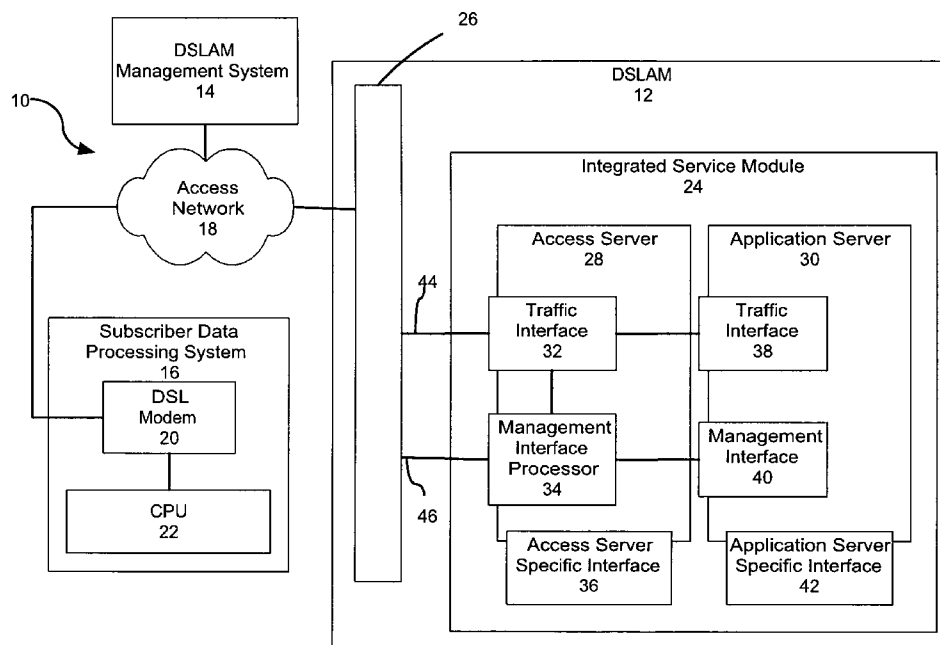 26
DSLAM
Management System
14
DSLAM
12
10
Integrated Service Module
24
Access
Network
18
Access Server
28
Application Server
30
44
Traffic
Interface
32
Traffic
Interface
38
Subscriber Data
Processing System
16
DSL
Modem
20
Management
Interface
Processor
34
Management
Interface
40
46
CPU
22
Access Server
Specific Interface
36
Application Server
Specific Interface
42